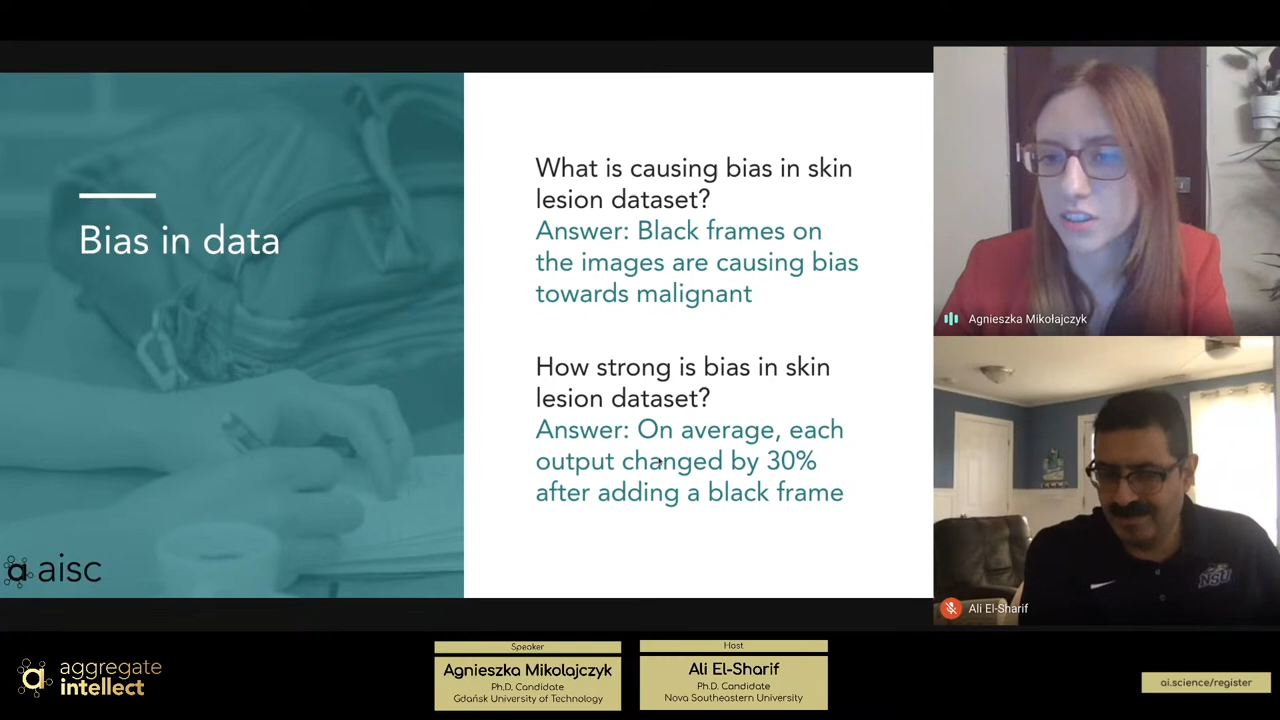 Bias in data
a aisc
What is causing bias in skin
lesion dataset?
Answer: Black frames on
the images are causing bias
towards malignant
How strong is bias in skin
lesion dataset?
Answer: On average, each
output changed by 30%
after adding a black frame
Agnieszka Mikołajczyk
NSU
Ali El-Sharif
a aggregate
intellect
Speaker
Agnieszka Mikolajczyk
Ph.D. Candidate
Gdańsk University of Technology
Host
Ali El-Sharif
Ph.D. Candidate
Nova Southeastern University
ai.science/register